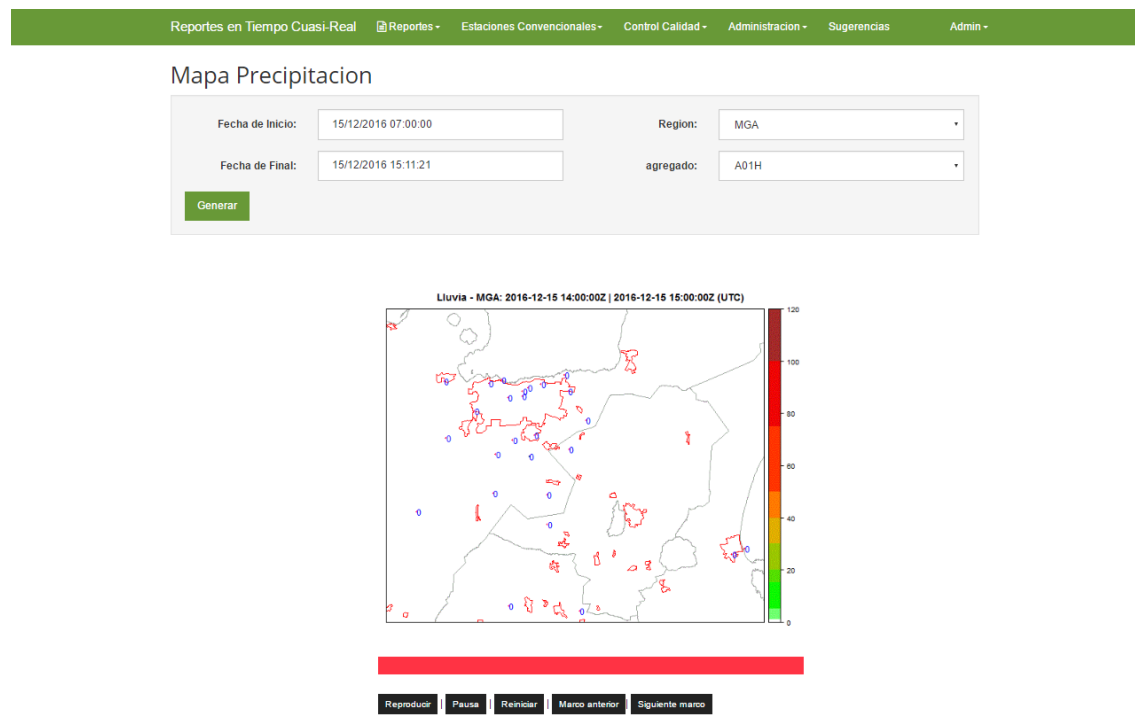 Reportes en Tiempo Cuasi-Real Reportes Estaciones Convencionales Control Calidad Administracion Sugerencias Admin
Mapa Precipitacion
Fecha de Inicio: 15/12/2016 07:00:00 Region: MGA
Fecha de Final: 15/12/2016 15:11:21 agregado: A01H
Generar
Lluvia - MGA: 2016-12-15 14:00:00Z | 2016-12-15 15:00:00Z (UTC)
120
100
80
60
40
20
0
Reproducir | Pausa | Reiniciar | Marco anterior | Siguiente marco